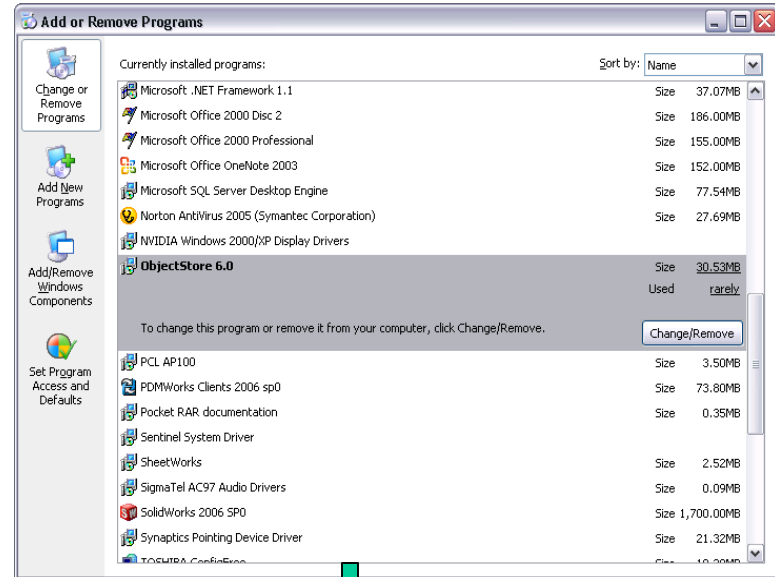 Add or Remove Programs
Change or
Remove
Programs
Add New
Programs
Add/Remove
Windows
Components
Set Program
Access and
Defaults
Currently installed programs:
Sort by: Name
Microsoft .NET Framework 1.1 Size 37.07MB
Microsoft Office 2000 Disc 2 Size 186.00MB
Microsoft Office 2000 Professional Size 155.00MB
Microsoft Office OneNote 2003 Size 152.00MB
Microsoft SQL Server Desktop Engine Size 77.54MB
Norton AntiVirus 2005 (Symantec Corporation) Size 27.69MB
NVIDIA Windows 2000/XP Display Drivers
ObjectStore 6.0 Size 30.53MB
Used rarely
To change this program or remove it from your computer, click Change/Remove. Change/Remove
PCL AP100 Size 3.50MB
PDMWorks Clients 2006 sp0 Size 73.80MB
Pocket RAR documentation Size 0.35MB
Sentinel System Driver
SheetWorks Size 2.52MB
SigmaTel AC97 Audio Drivers Size 0.09MB
SolidWorks 2006 SP0 Size 1,700.00MB
Synaptics Pointing Device Driver Size 21.32MB
TOSHIBA ConfigFree Size